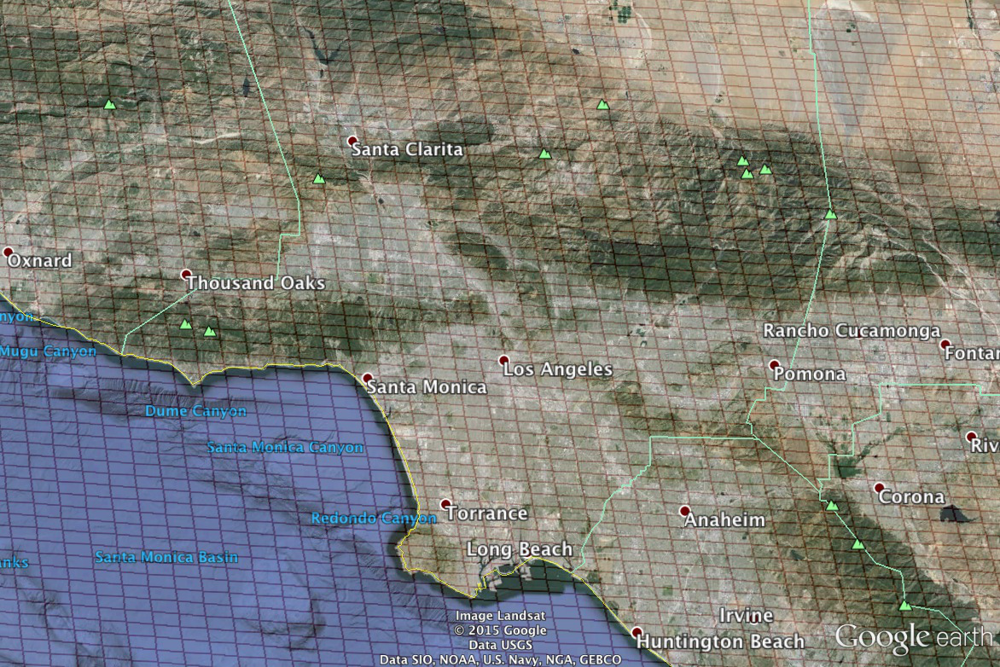 Santa Clarita
Oxnard
Thousand Oaks
nyon
Mugu Canyon
Rancho Cucamonga
Fontar
Los Angeles
Pomona
Santa Monica
Dume Canyon
Santa Monica Canyon
Riv
Corona
Redondo Canyon
Torrance
Anaheim
Long Beach
anks
Santa Monica Basin
Image Landsat
© 2015 Google
Data USGS
Data SIO, NOAA, U.S. Navy, NGA, GEBCO
Irvine
Huntington Beach
Google earth